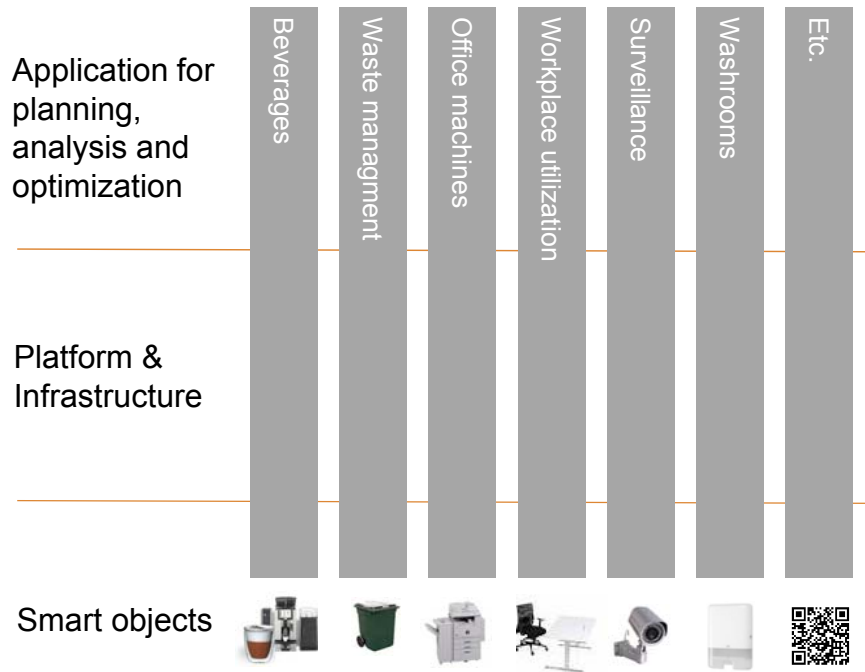 Application for
planning,
analysis and
optimization
Beverages
Waste managment
Office machines
Workplace utilization
Surveillance
Washrooms
Etc.
Platform &
Infrastructure
Smart objects